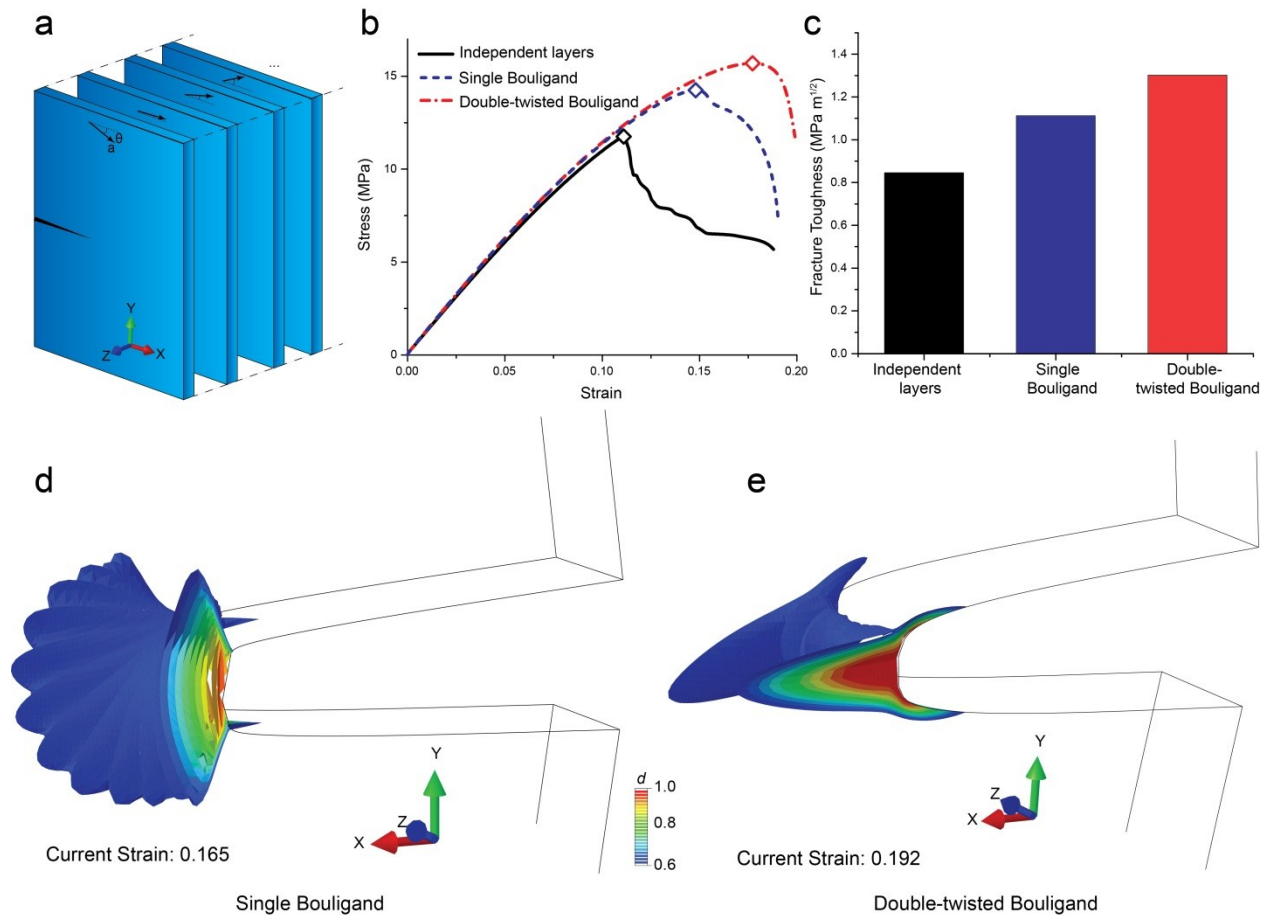 a
...
θ
a
Y
Z
X
b
Independent layers
Single Bouligand
Double-twisted Bouligand
Stress (MPa)
15
10
5
0
0.00
0.05
0.10
0.15
0.20
Strain
c
Fracture Toughness (MPa m1/2)
1.4
1.2
1.0
0.8
0.6
0.4
0.2
0.0
Independent
layers
Single
Bouligand
Double-
twisted Bouligand
d
Y
Z
X
Current Strain: 0.165
Single Bouligand
d
1.0
0.8
0.6
e
Y
Z
X
Current Strain: 0.192
Double-twisted Bouligand